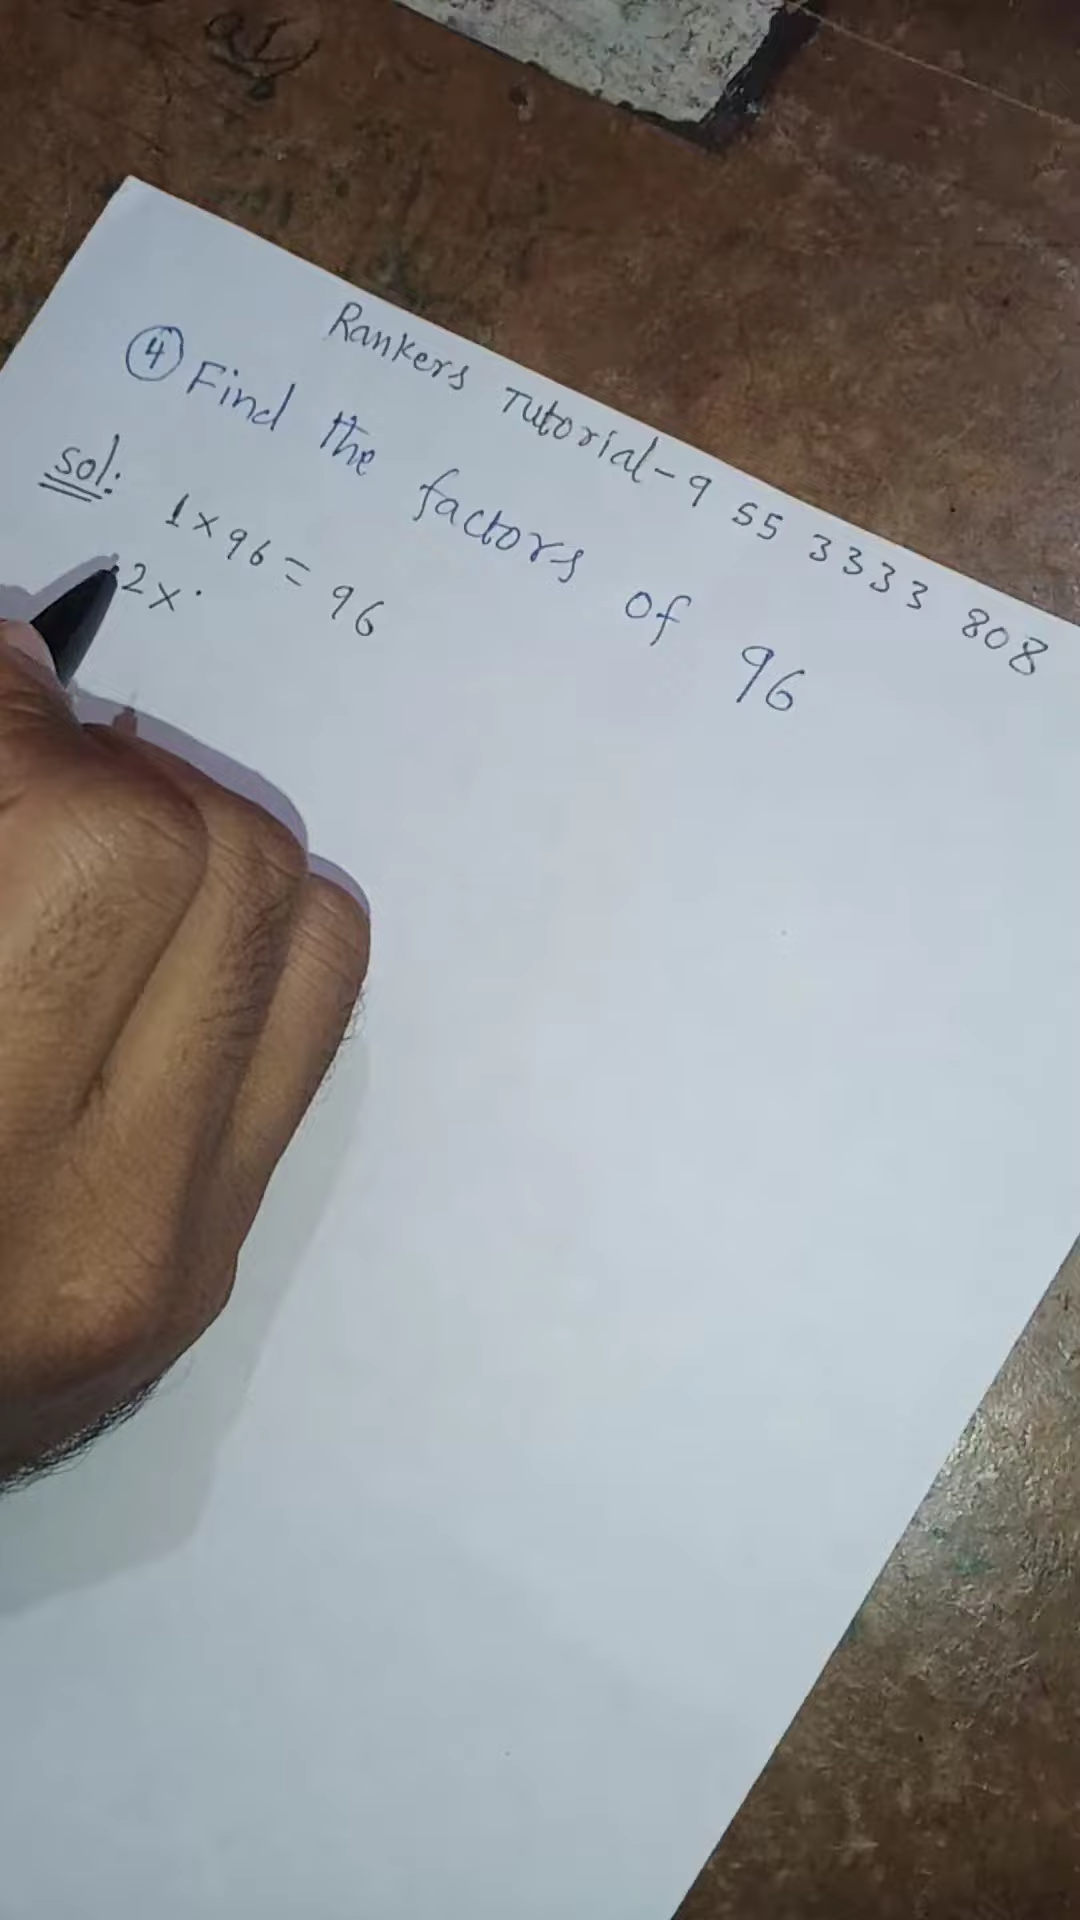 Rankers Tutorial-9 55 3333 808
④ Find the factors of 96
Sol: 1 x 96 = 96
2 x